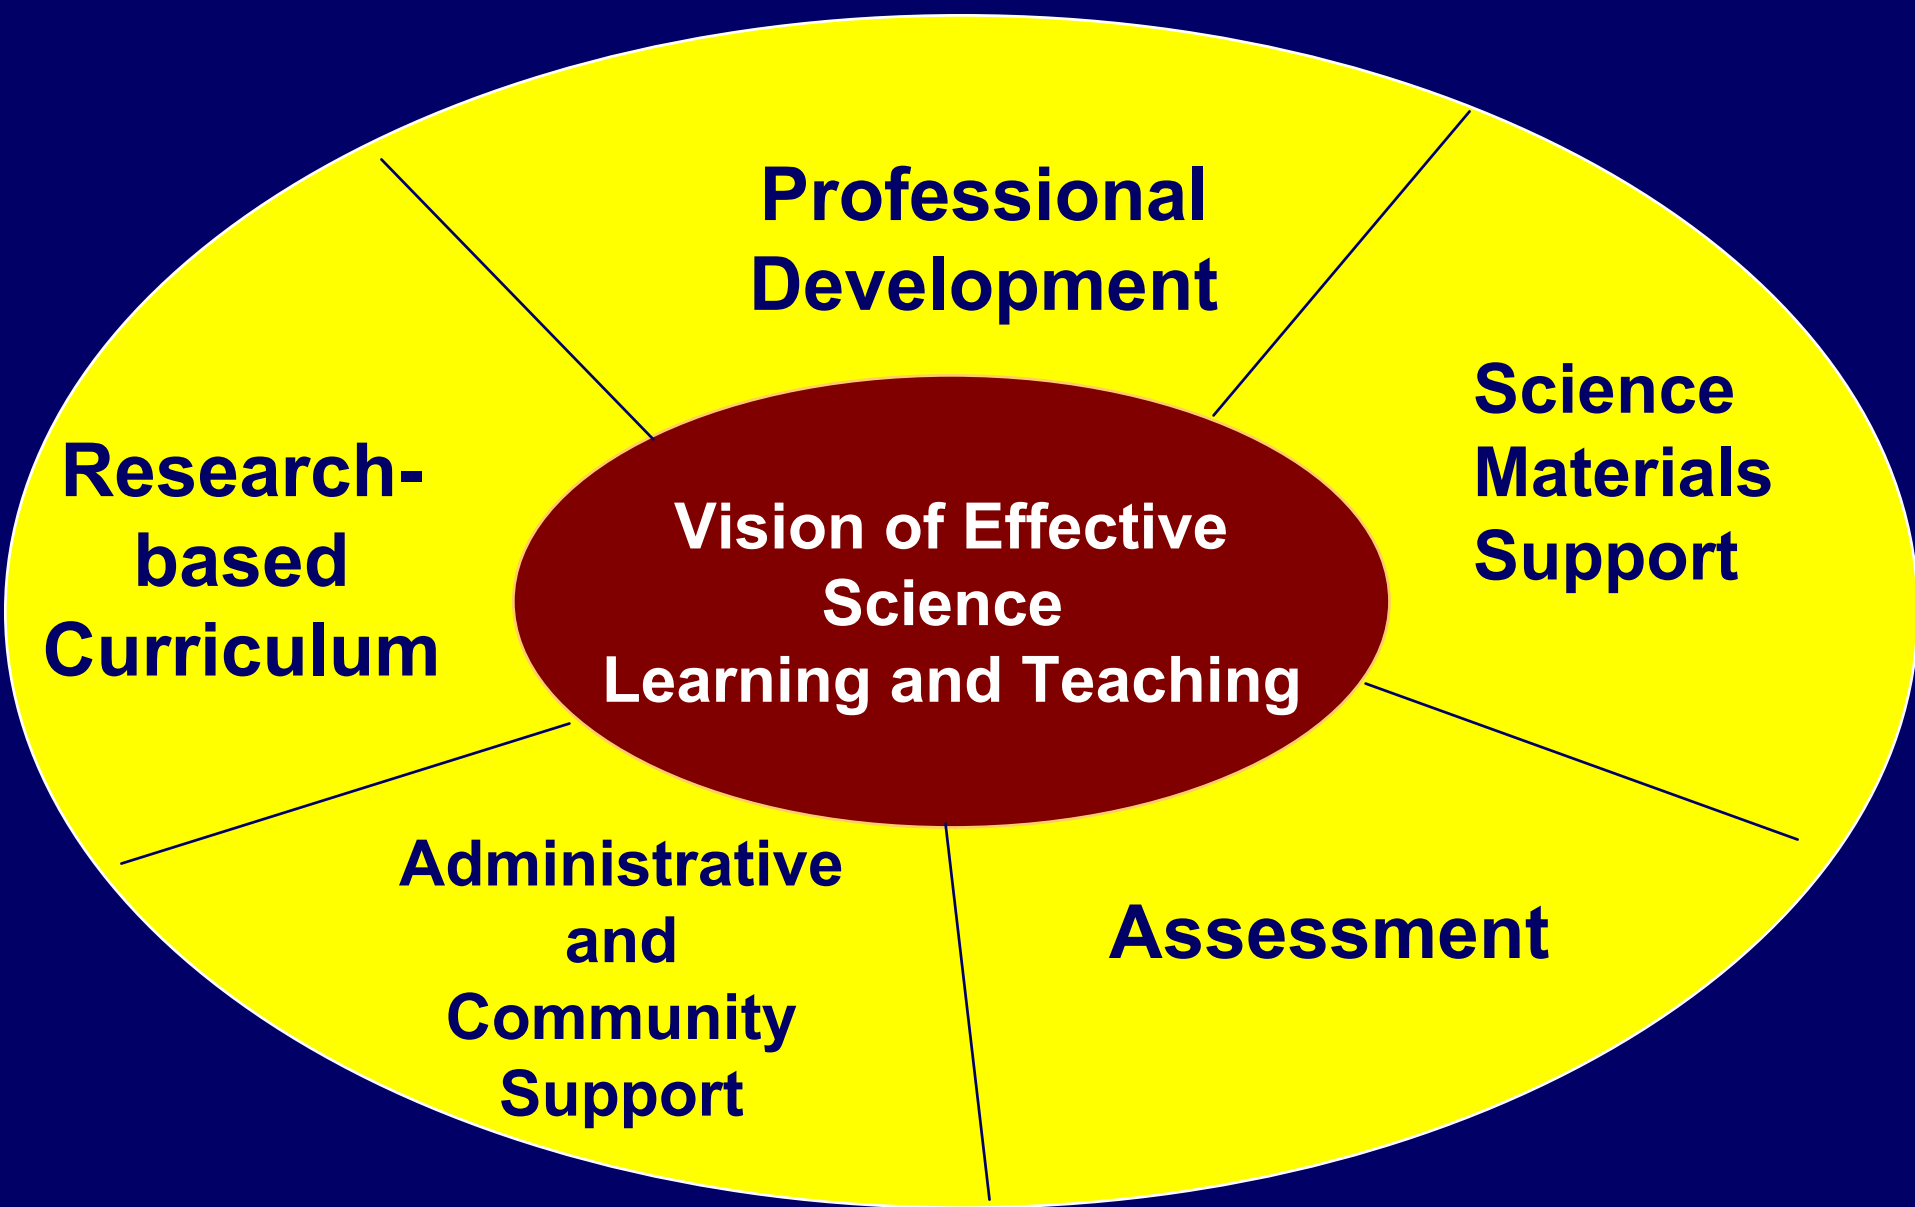 Professional
Development
Science
Materials
Support
Research-
based
Curriculum
Vision of Effective
Science
Learning and Teaching
Administrative
and
Community
Support
Assessment